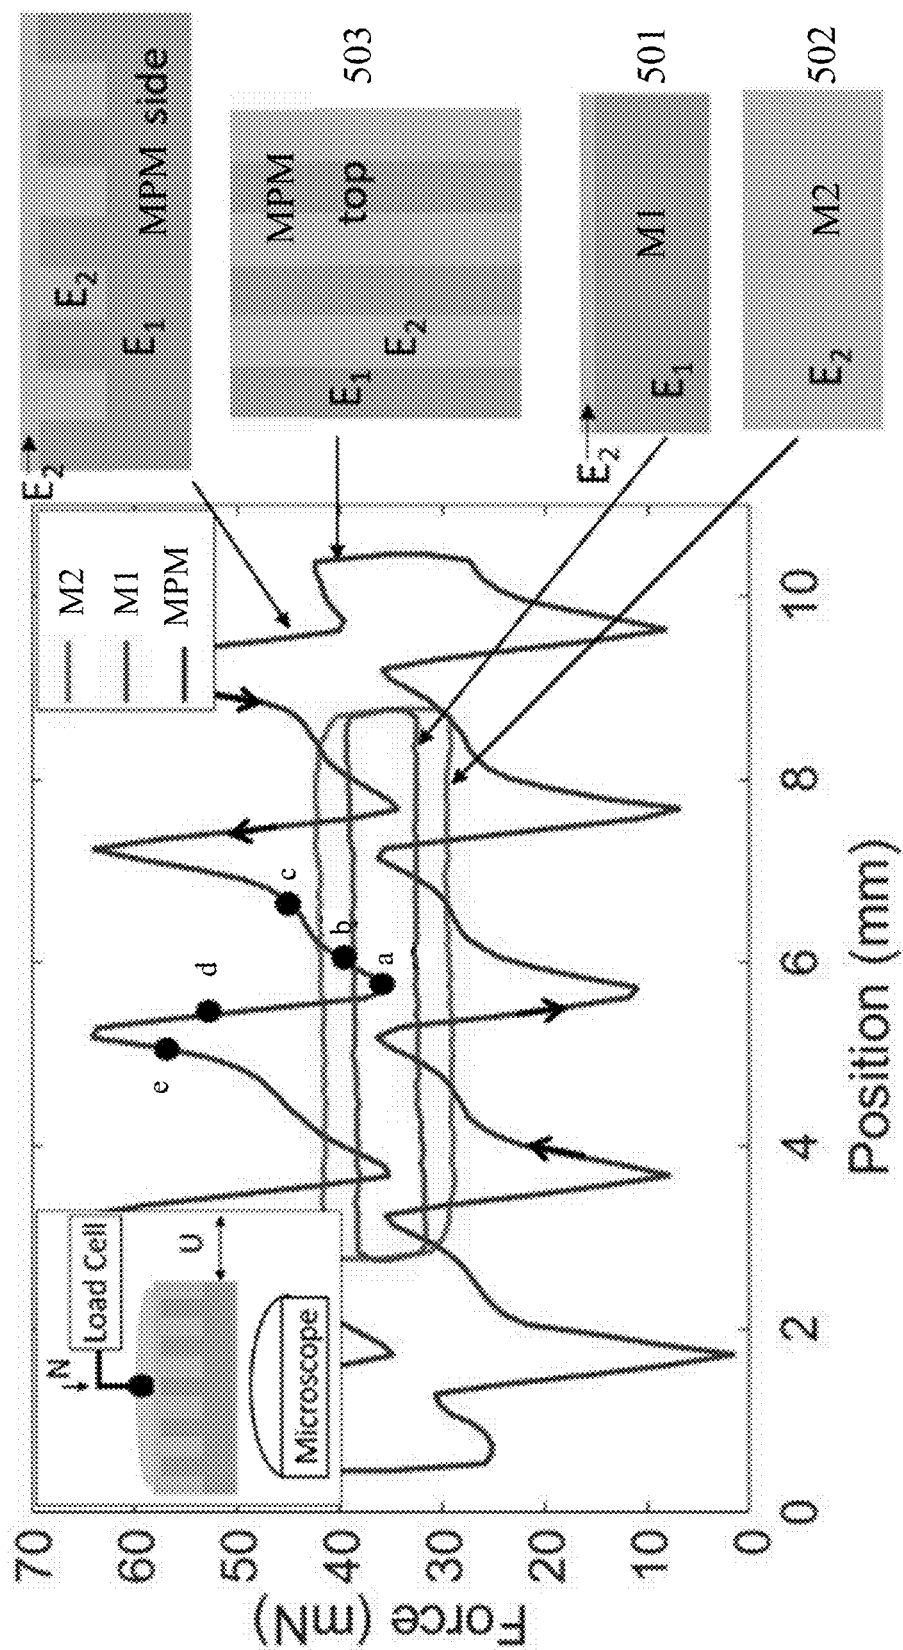 Force (mN)
70
60
50
40
30
20
10
0
0
2
4
6
8
10
Position (mm)
N
Load Cell
U
Microscope
M2
M1
MPM
a
b
c
d
e
E2
E2
E1
MPM side
MPM
top
E1
E2
503
E2
M1
E1
501
M2
E2
502